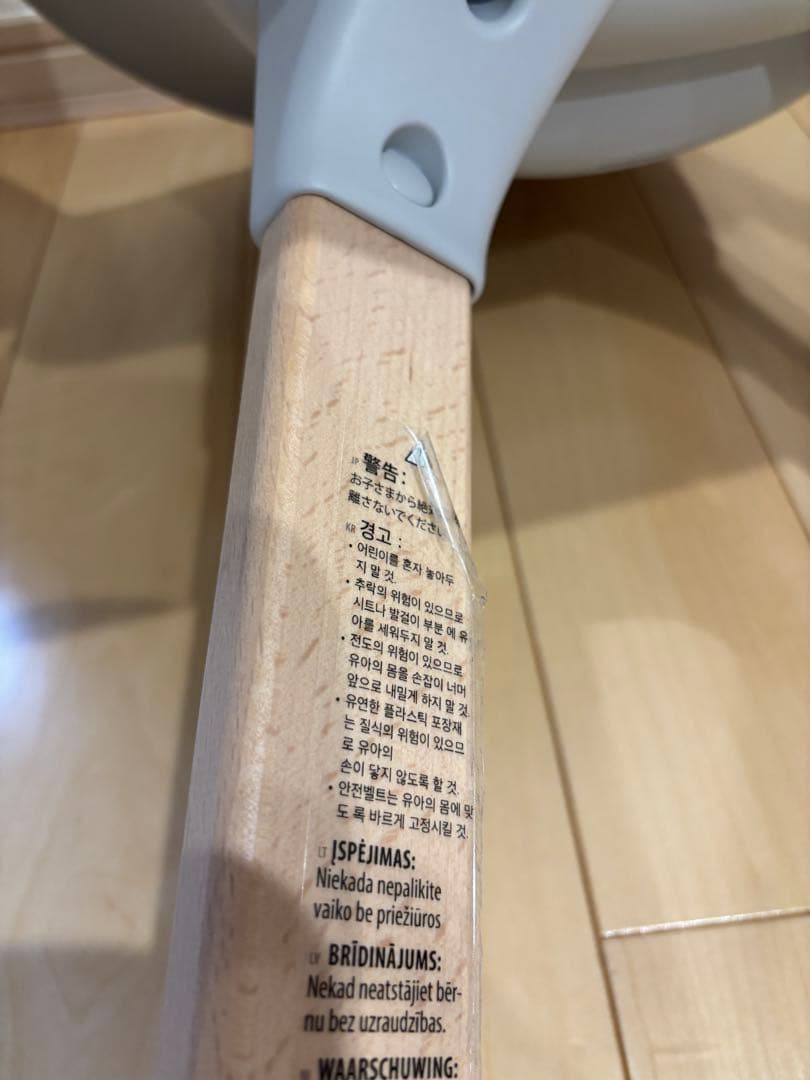 JP 警告:
お子さまから絶
離さないでくださ
KR 경고 :
• 어린이를 혼자 놓아두
지 말 것.
• 추락의 위험이 있으므로
시트나 발걸이 부분 에 유
아를 세워두지 말 것.
• 전도의 위험이 있으므로
유아의 몸을 손잡이 너머
앞으로 내밀게 하지 말 것.
• 유연한 플라스틱 포장재
는 질식의 위험이 있으므
로 유아의
손이 닿지 않도록 할 것.
• 안전벨트는 유아의 몸에 맞
도 록 바르게 고정시킬 것.
LT ĮSPĖJIMAS:
Niekada nepalikite
vaiko be priežiūros
LV BRĪDINĀJUMS:
Nekad neatstājiet bēr-
nu bez uzraudzības.
WAARSCHUWING: